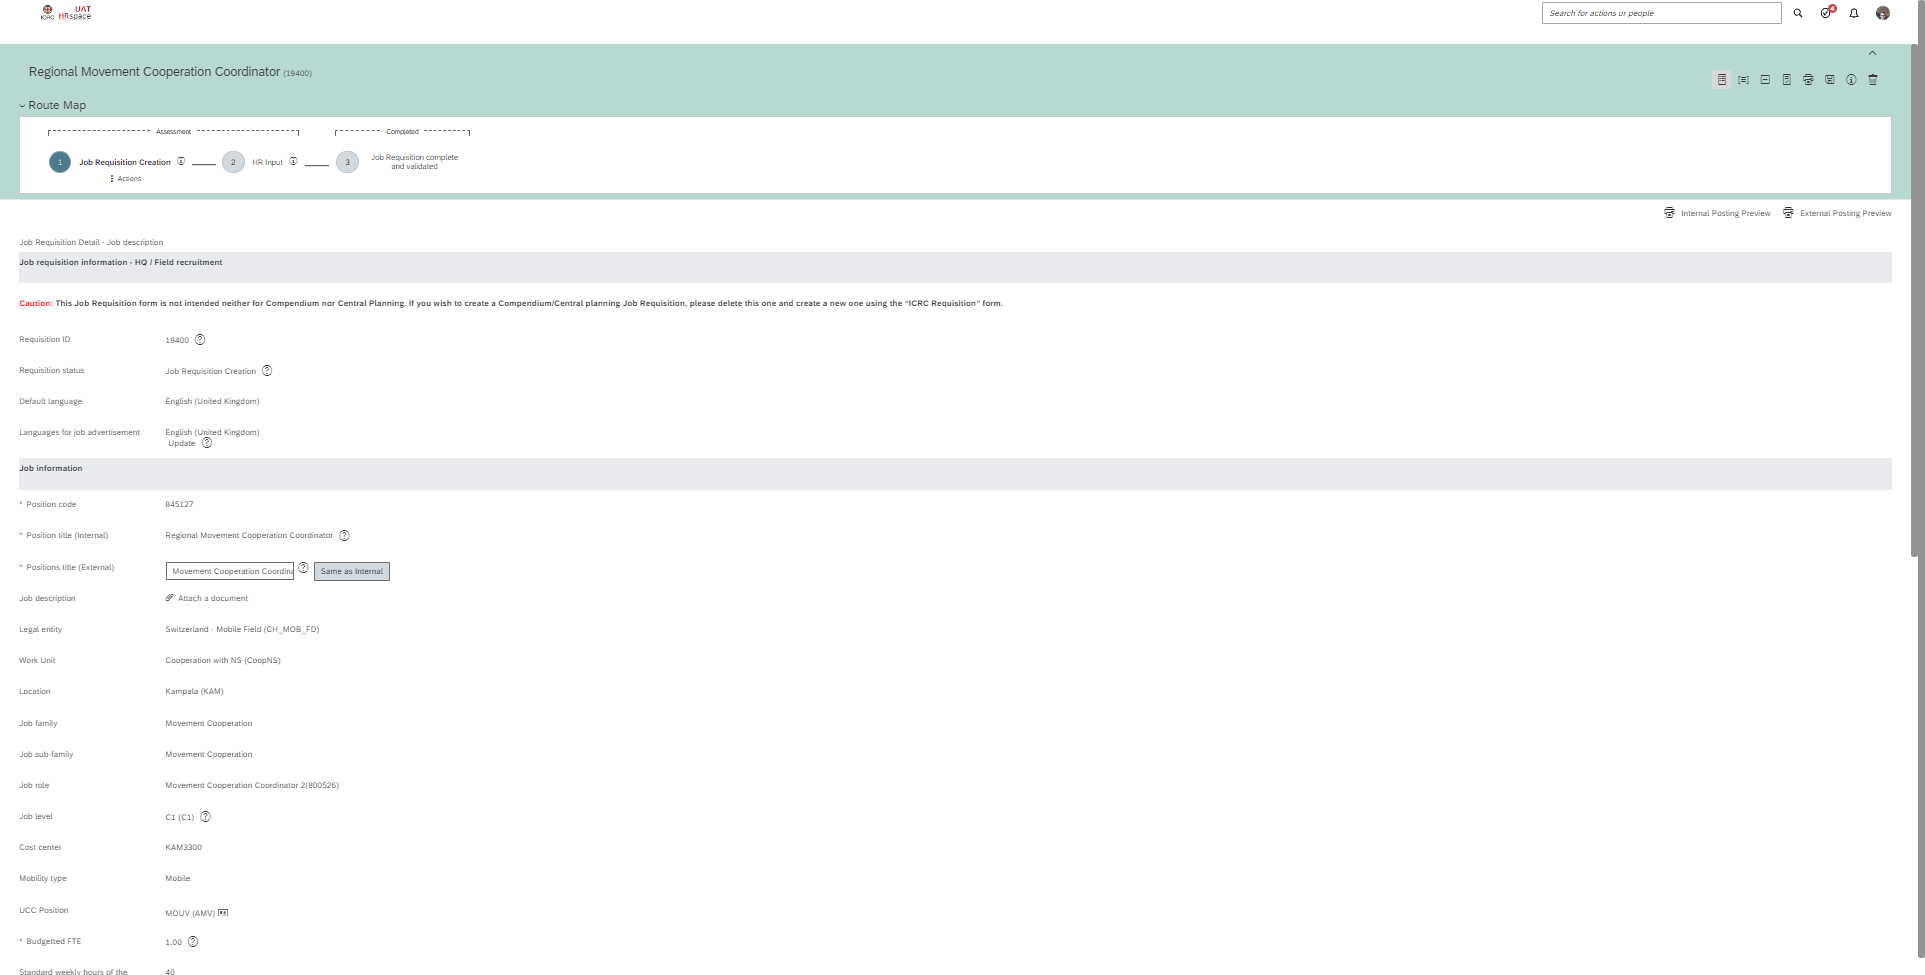 UAT
ICRC HRspace
Search for actions or people
4
Regional Movement Cooperation Coordinator (19400)
Route Map
Assessment
Completed
1 Job Requisition Creation
2 HR Input
3 Job Requisition complete
and validated
Actions
Internal Posting Preview
External Posting Preview
Job Requisition Detail - Job description
Job requisition information - HQ / Field recruitment
Caution: This Job Requisition form is not intended neither for Compendium nor Central Planning. If you wish to create a Compendium/Central planning Job Requisition, please delete this one and create a new one using the “ICRC Requisition” form.
Requisition ID 19400
Requisition status Job Requisition Creation
Default language English (United Kingdom)
Languages for job advertisement English (United Kingdom)
Update
Job information
* Position code 845127
* Position title (Internal) Regional Movement Cooperation Coordinator
* Positions title (External) Movement Cooperation Coordina Same as Internal
Job description Attach a document
Legal entity Switzerland - Mobile Field (CH_MOB_FD)
Work Unit Cooperation with NS (CoopNS)
Location Kampala (KAM)
Job family Movement Cooperation
Job sub-family Movement Cooperation
Job role Movement Cooperation Coordinator 2(800526)
Job level C1 (C1)
Cost center KAM3300
Mobility type Mobile
UCC Position MOUV (AMV)
* Budgetted FTE 1.00
Standard weekly hours of the 40